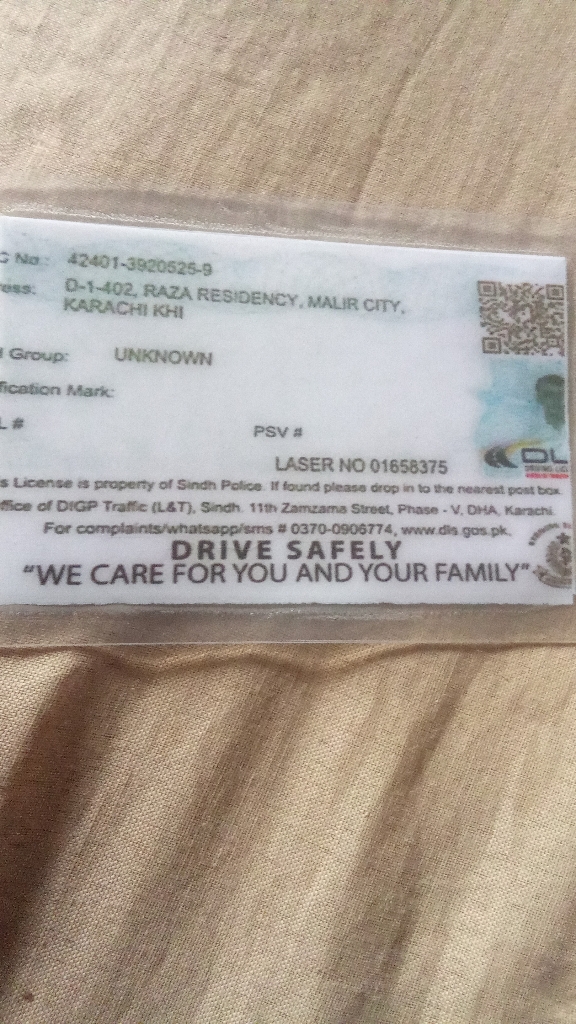 No.: 42401-3920525-9
ress: D-1-402, RAZA RESIDENCY, MALIR CITY,
KARACHI KHI
Group: UNKNOWN
fication Mark:
L #
PSV #
LASER NO 01658375
s License is property of Sindh Police. If found please drop in to the nearest post box
ffice of DIGP Traffic (L&T), Sindh. 11th Zamzama Street, Phase - V, DHA, Karachi.
For complaints/whatsapp/sms # 0370-0906774, www.dls.gos.pk.
DRIVE SAFELY
"WE CARE FOR YOU AND YOUR FAMILY"
DL